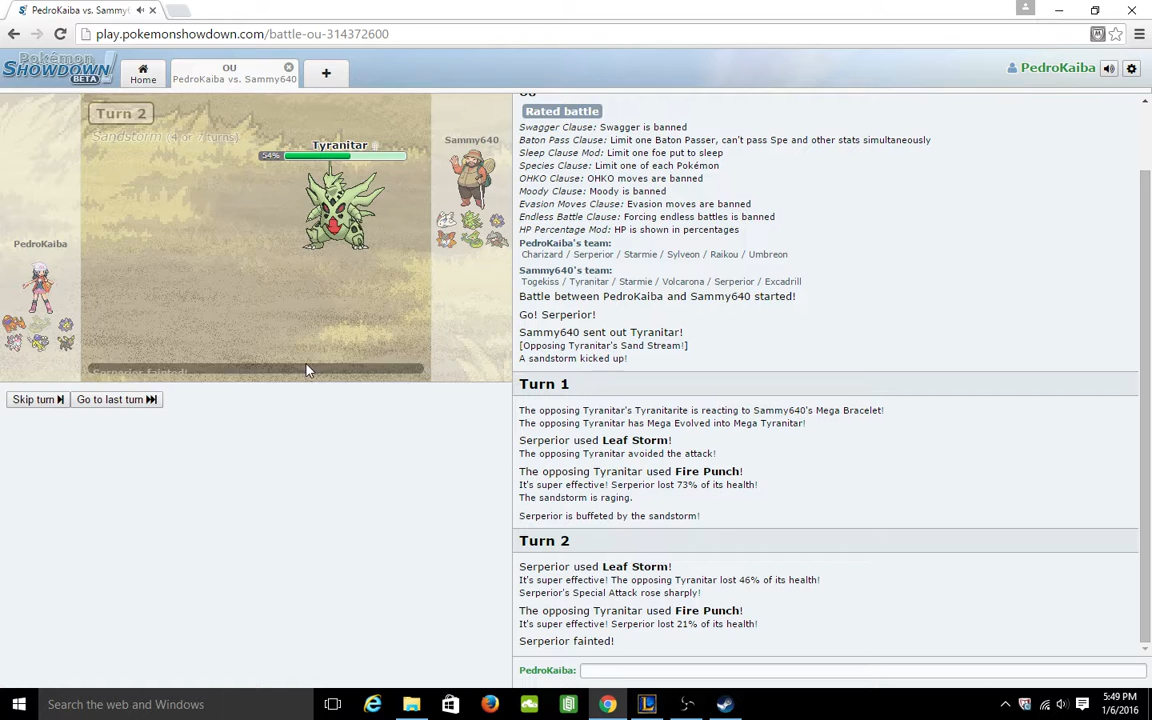 PedroKaiba vs. Sammy
play.pokemonshowdown.com/battle-ou-314372600
Pokémon
SHOWDOWN
BETA
Home
OU
PedroKaiba vs. Sammy640
PedroKaiba
Turn 2
Sandstorm (4 or 7 turns)
Tyranitar
54%
Sammy640
PedroKaiba
Serperior fainted!
Skip turn
Go to last turn
OU
Rated battle
Swagger Clause: Swagger is banned
Baton Pass Clause: Limit one Baton Passer, can't pass Spe and other stats simultaneously
Sleep Clause Mod: Limit one foe put to sleep
Species Clause: Limit one of each Pokémon
OHKO Clause: OHKO moves are banned
Moody Clause: Moody is banned
Evasion Moves Clause: Evasion moves are banned
Endless Battle Clause: Forcing endless battles is banned
HP Percentage Mod: HP is shown in percentages
PedroKaiba's team:
Charizard / Serperior / Starmie / Sylveon / Raikou / Umbreon
Sammy640's team:
Togekiss / Tyranitar / Starmie / Volcarona / Serperior / Excadrill
Battle between PedroKaiba and Sammy640 started!
Go! Serperior!
Sammy640 sent out Tyranitar!
[Opposing Tyranitar's Sand Stream!]
A sandstorm kicked up!
Turn 1
The opposing Tyranitar's Tyranitarite is reacting to Sammy640's Mega Bracelet!
The opposing Tyranitar has Mega Evolved into Mega Tyranitar!
Serperior used Leaf Storm!
The opposing Tyranitar avoided the attack!
The opposing Tyranitar used Fire Punch!
It's super effective! Serperior lost 73% of its health!
The sandstorm is raging.
Serperior is buffeted by the sandstorm!
Turn 2
Serperior used Leaf Storm!
It's super effective! The opposing Tyranitar lost 46% of its health!
Serperior's Special Attack rose sharply!
The opposing Tyranitar used Fire Punch!
It's super effective! Serperior lost 21% of its health!
Serperior fainted!
PedroKaiba:
Search the web and Windows
5:49 PM
1/6/2016